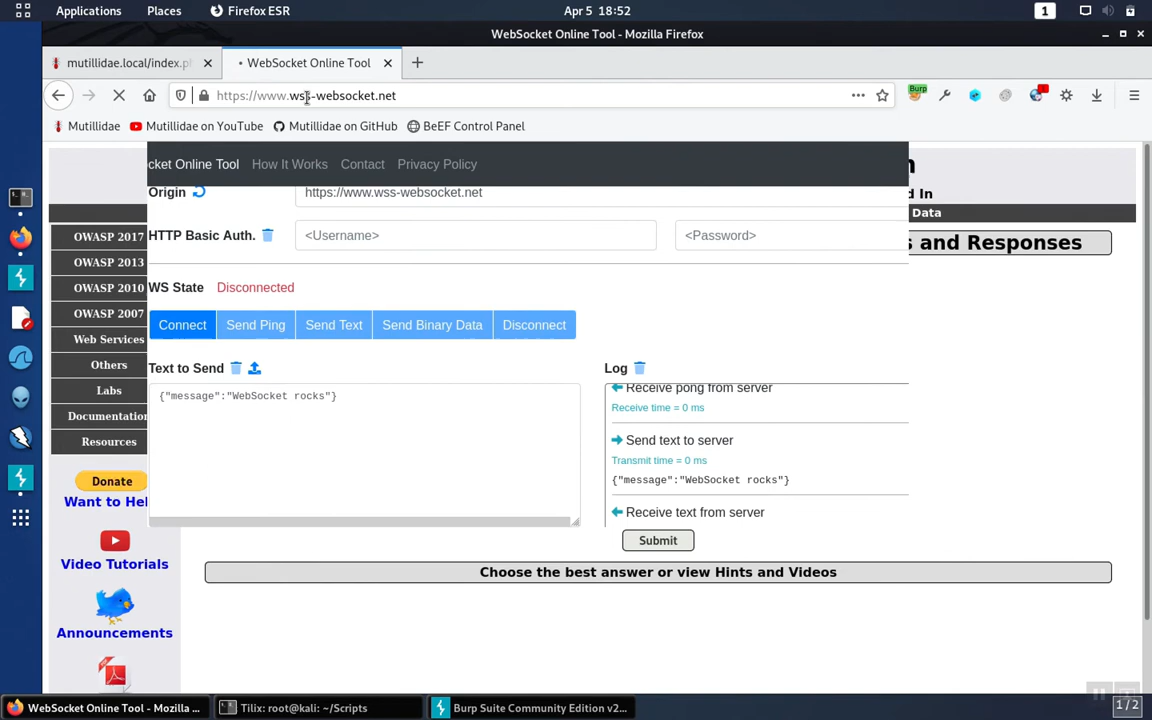 Applications Places Firefox ESR Apr 5 18:52 1
WebSocket Online Tool - Mozilla Firefox
mutillidae.local/index.p WebSocket Online Tool
https://www.wss-websocket.net Burp
Mutillidae Mutillidae on YouTube Mutillidae on GitHub BeEF Control Panel
cket Online Tool How It Works Contact Privacy Policy
d In
Origin https://www.wss-websocket.net
Data
OWASP 2017 HTTP Basic Auth. <Username> <Password> s and Responses
OWASP 2013
OWASP 2010 WS State Disconnected
OWASP 2007 Connect Send Ping Send Text Send Binary Data Disconnect
Web Services
Others Text to Send Log
Labs {"message":"WebSocket rocks"} Receive pong from server
Receive time = 0 ms
Documentation
Resources Send text to server
Transmit time = 0 ms
Donate {"message":"WebSocket rocks"}
Want to Hel
Receive text from server
Submit
Video Tutorials Choose the best answer or view Hints and Videos
Announcements
WebSocket Online Tool - Mozilla ... Tilix: root@kali: ~/Scripts Burp Suite Community Edition v2... 1/2